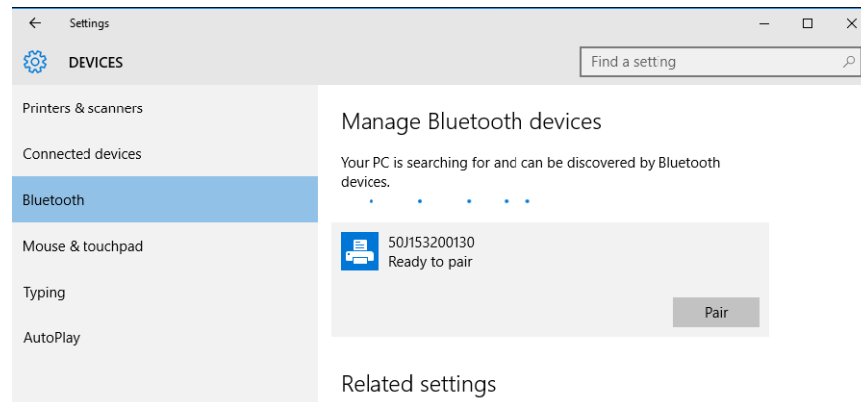 Settings
DEVICES
Find a setting
Printers & scanners
Connected devices
Bluetooth
Mouse & touchpad
Typing
AutoPlay
Manage Bluetooth devices
Your PC is searching for and can be discovered by Bluetooth
devices.
50J153200130
Ready to pair
Pair
Related settings